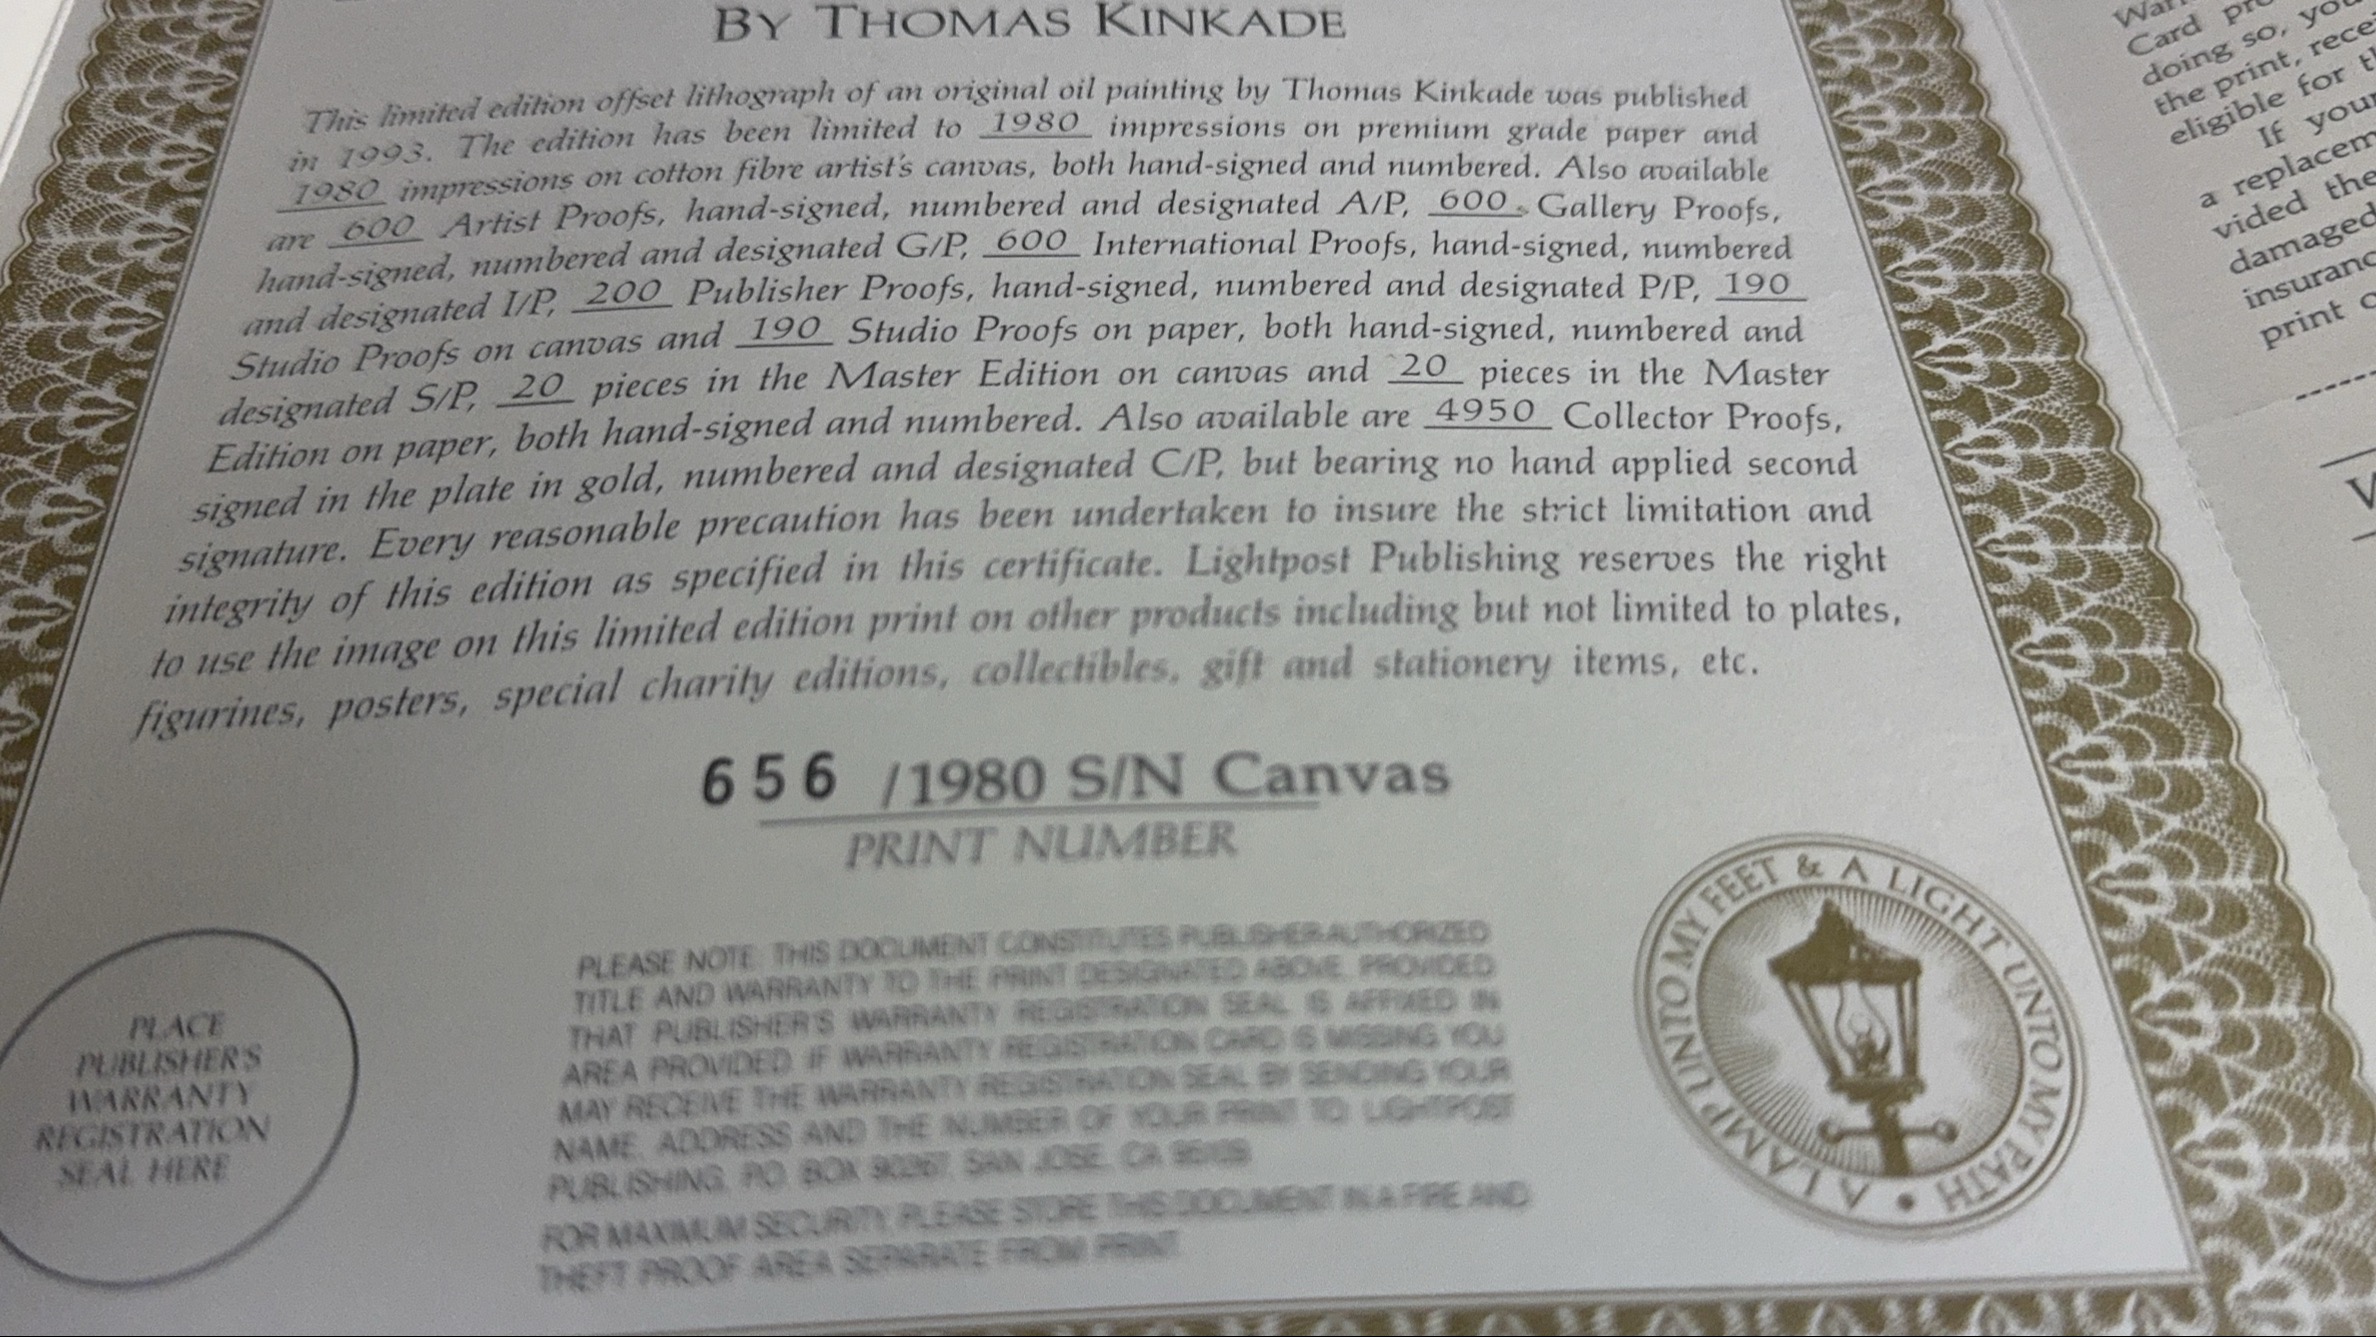 BY THOMAS KINKADE
This limited edition offset lithograph of an original oil painting by Thomas Kinkade was published
in 1993. The edition has been limited to 1980 impressions on premium grade paper and
1980 impressions on cotton fibre artist's canvas, both hand-signed and numbered. Also available
are 600 Artist Proofs, hand-signed, numbered and designated A/P, 600 Gallery Proofs,
hand-signed, numbered and designated G/P, 600 International Proofs, hand-signed, numbered
and designated I/P, 200 Publisher Proofs, hand-signed, numbered and designated P/P, 190
Studio Proofs on canvas and 190 Studio Proofs on paper, both hand-signed, numbered and
designated S/P, 20 pieces in the Master Edition on canvas and 20 pieces in the Master
Edition on paper, both hand-signed and numbered. Also available are 4950 Collector Proofs,
signed in the plate in gold, numbered and designated C/P, but bearing no hand applied second
signature. Every reasonable precaution has been undertaken to insure the strict limitation and
integrity of this edition as specified in this certificate. Lightpost Publishing reserves the right
to use the image on this limited edition print on other products including but not limited to plates,
figurines, posters, special charity editions, collectibles, gift and stationery items, etc.
656 /1980 S/N Canvas
PRINT NUMBER
PLACE
PUBLISHER'S
WARRANTY
REGISTRATION
SEAL HERE
PLEASE NOTE: THIS DOCUMENT CONSTITUTES PUBLISHER AUTHORIZED
TITLE AND WARRANTY TO THE PRINT DESIGNATED ABOVE, PROVIDED
THAT PUBLISHER'S WARRANTY REGISTRATION SEAL IS AFFIXED IN
AREA PROVIDED. IF WARRANTY REGISTRATION CARD IS MISSING YOU
MAY RECEIVE THE WARRANTY REGISTRATION SEAL BY SENDING YOUR
NAME, ADDRESS AND THE NUMBER OF YOUR PRINT TO LIGHTPOST
PUBLISHING, P.O. BOX 90267, SAN JOSE, CA
FOR MAXIMUM SECURITY, PLEASE STORE THIS DOCUMENT IN A FIRE AND
THEFT PROOF AREA SEPARATE FROM PRINT.
A LAMP UNTO MY FEET & A LIGHT UNTO MY PATH •
Card
doing so, you
the print,
eligible for
If your
a
vided the
damaged
print